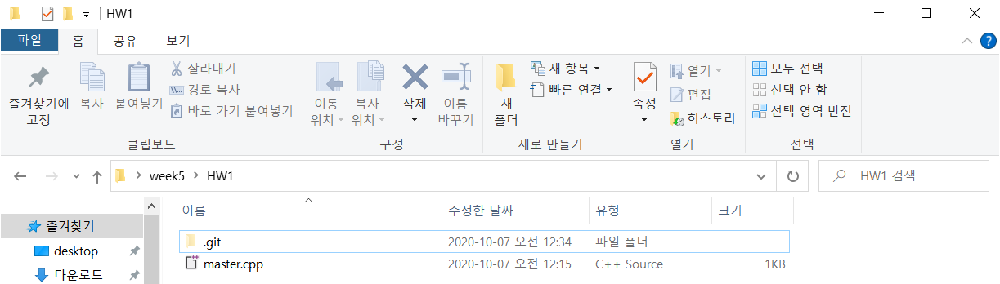 HW1
파일 홈 공유 보기
즐겨찾기에 고정
복사
붙여넣기
잘라내기
경로 복사
바로 가기 붙여넣기
클립보드
이동 위치
복사 위치
삭제
이름 바꾸기
구성
새 폴더
새 항목
빠른 연결
새로 만들기
속성
열기
편집
히스토리
열기
모두 선택
선택 안 함
선택 영역 반전
선택
week5 > HW1
HW1 검색
즐겨찾기
desktop
다운로드
이름 수정한 날짜 유형 크기
.git 2020-10-07 오전 12:34 파일 폴더
master.cpp 2020-10-07 오전 12:15 C++ Source 1KB